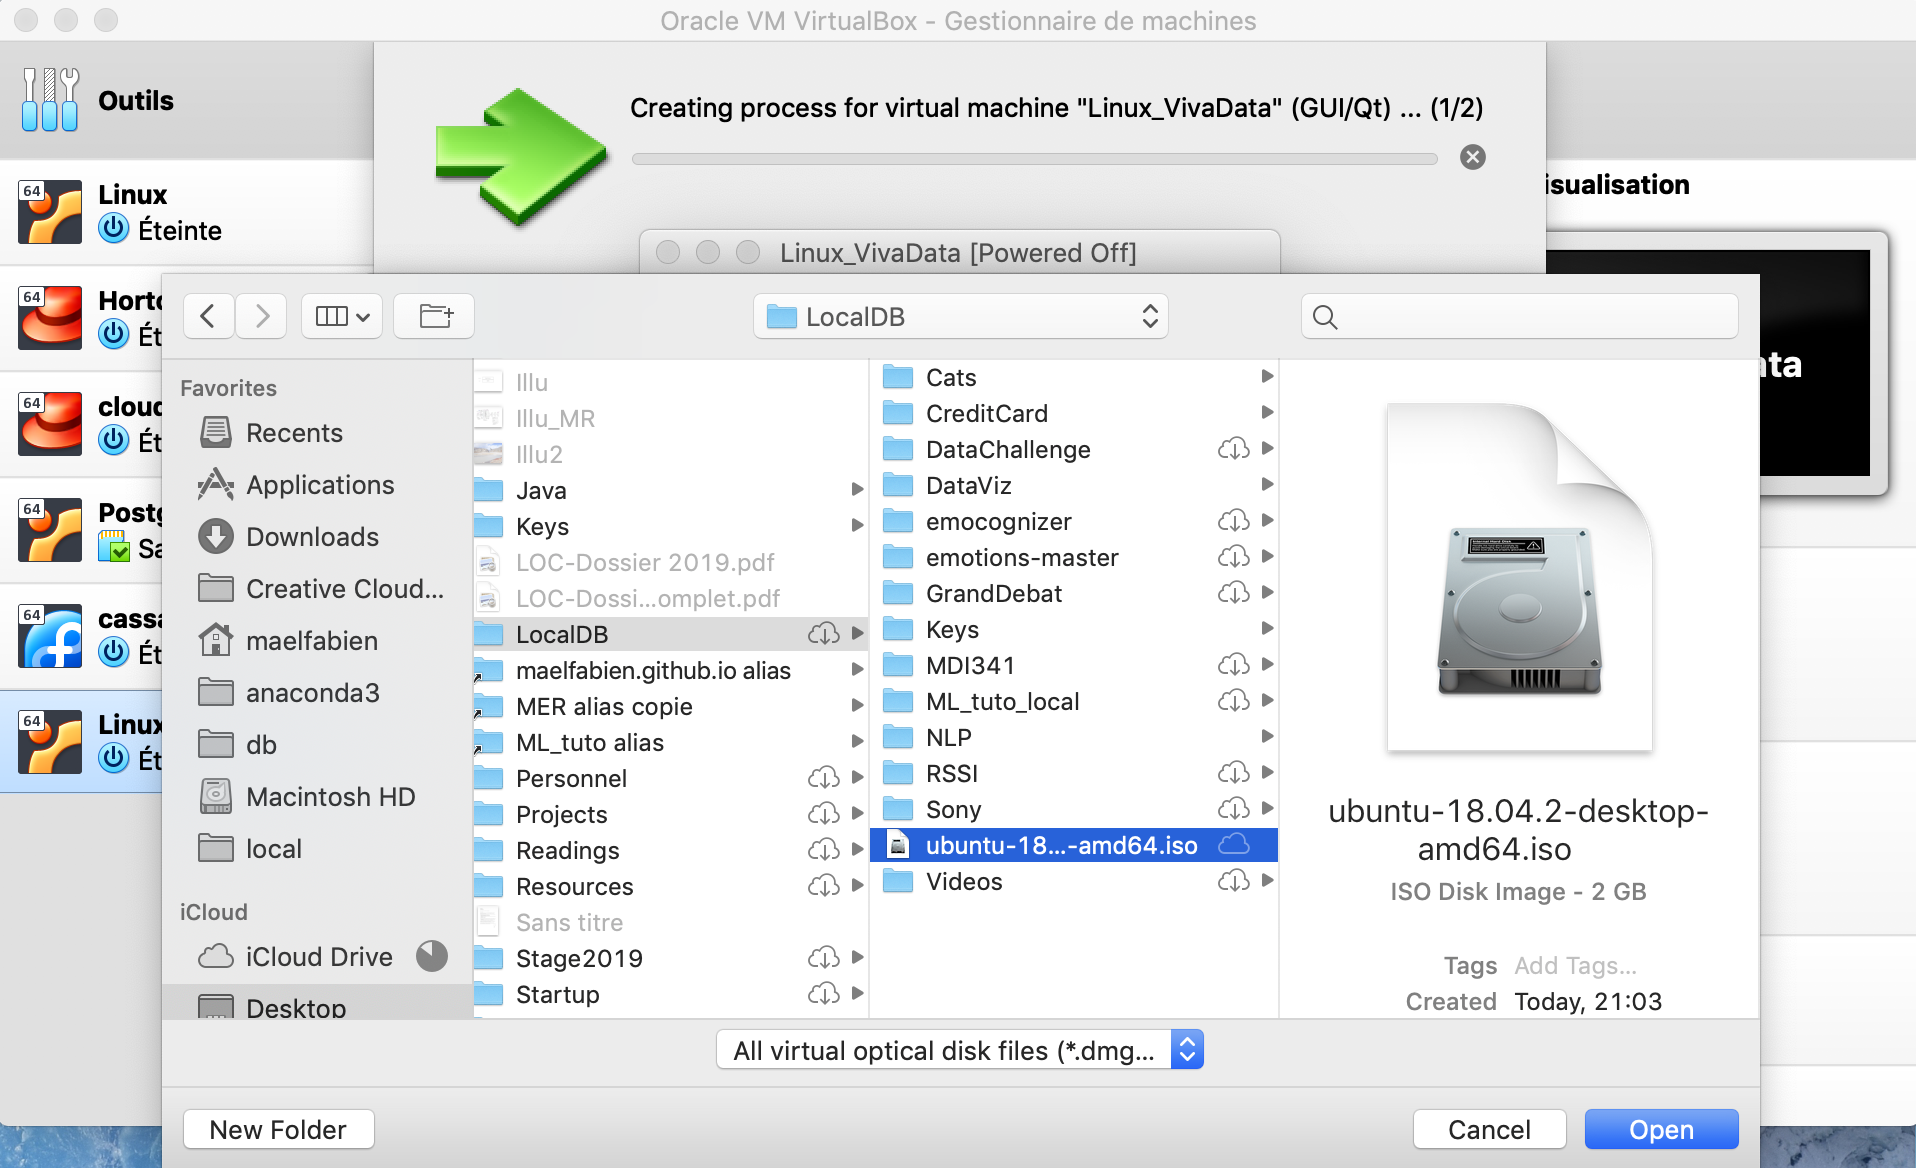 Oracle VM VirtualBox - Gestionnaire de machines
Outils
Creating process for virtual machine "Linux_VivaData" (GUI/Qt) ... (1/2)
64
Linux
Éteinte
isualisation
Linux_VivaData [Powered Off]
64
Horto
Ét
LocalDB
ata
64
cloud
Ét
64
Postg
Sa
64
cassa
Ét
64
Linux
Ét
Favorites
Recents
Applications
Downloads
Creative Cloud...
maelfabien
anaconda3
db
Macintosh HD
local
iCloud
iCloud Drive
Desktop
Illu
Illu_MR
Illu2
Java
Keys
LOC-Dossier 2019.pdf
LOC-Dossi...omplet.pdf
LocalDB
maelfabien.github.io alias
MER alias copie
ML_tuto alias
Personnel
Projects
Readings
Resources
Sans titre
Stage2019
Startup
Cats
CreditCard
DataChallenge
DataViz
emocognizer
emotions-master
GrandDebat
Keys
MDI341
ML_tuto_local
NLP
RSSI
Sony
ubuntu-18...-amd64.iso
Videos
ubuntu-18.04.2-desktop-
amd64.iso
ISO Disk Image - 2 GB
Tags Add Tags...
Created Today, 21:03
All virtual optical disk files (*.dmg...
New Folder
Cancel
Open